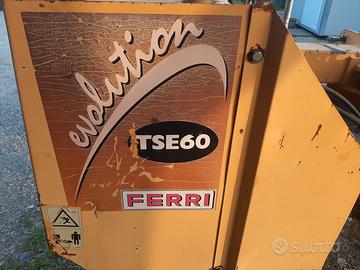 evolution
TSE60
FERRI
subito